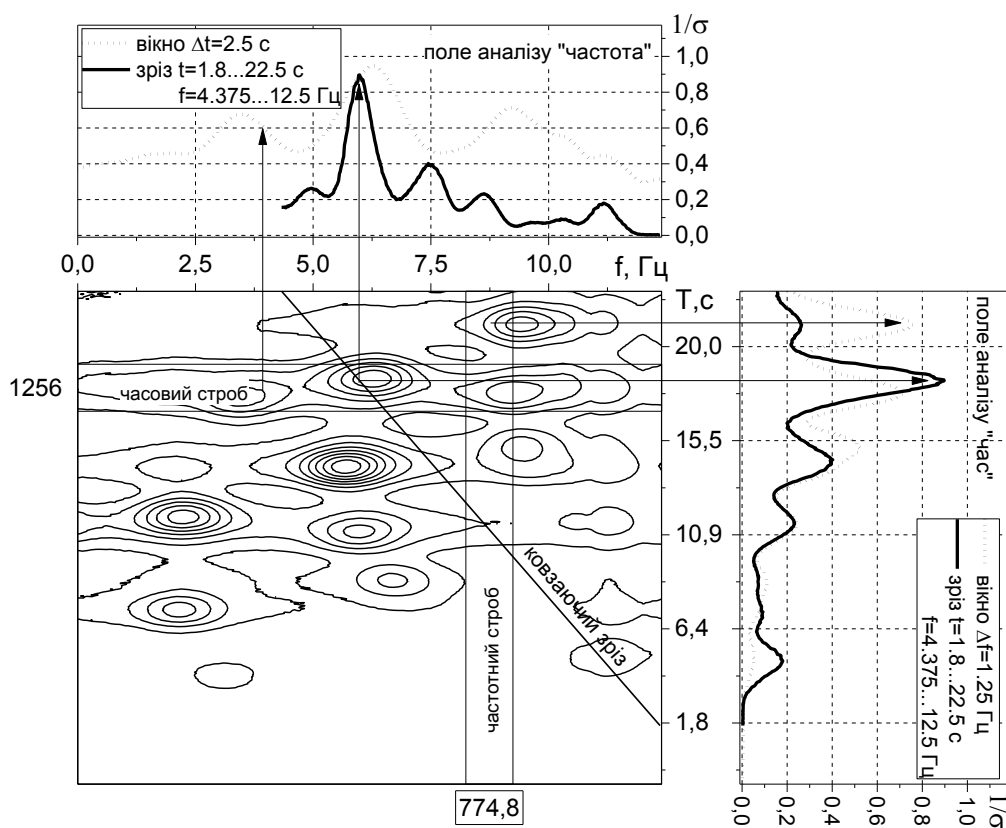 1/σ
вікно Δt=2.5 с
зріз t=1.8...22.5 с
f=4.375...12.5 Гц
поле аналізу "частота"
1,0
0,8
0,6
0,4
0,2
0,0
0,0 2,5 5,0 7,5 10,0 f, Гц
T,с
20,0
15,5
10,9
6,4
1,8
1256
часовий строб
частотний строб
ковзаючий зріз
774,8
поле аналізу "час"
вікно Δf=1.25 Гц
зріз t=1.8...22.5 с
f=4.375...12.5 Гц
0,0 0,2 0,4 0,6 0,8 1,0 1/σ